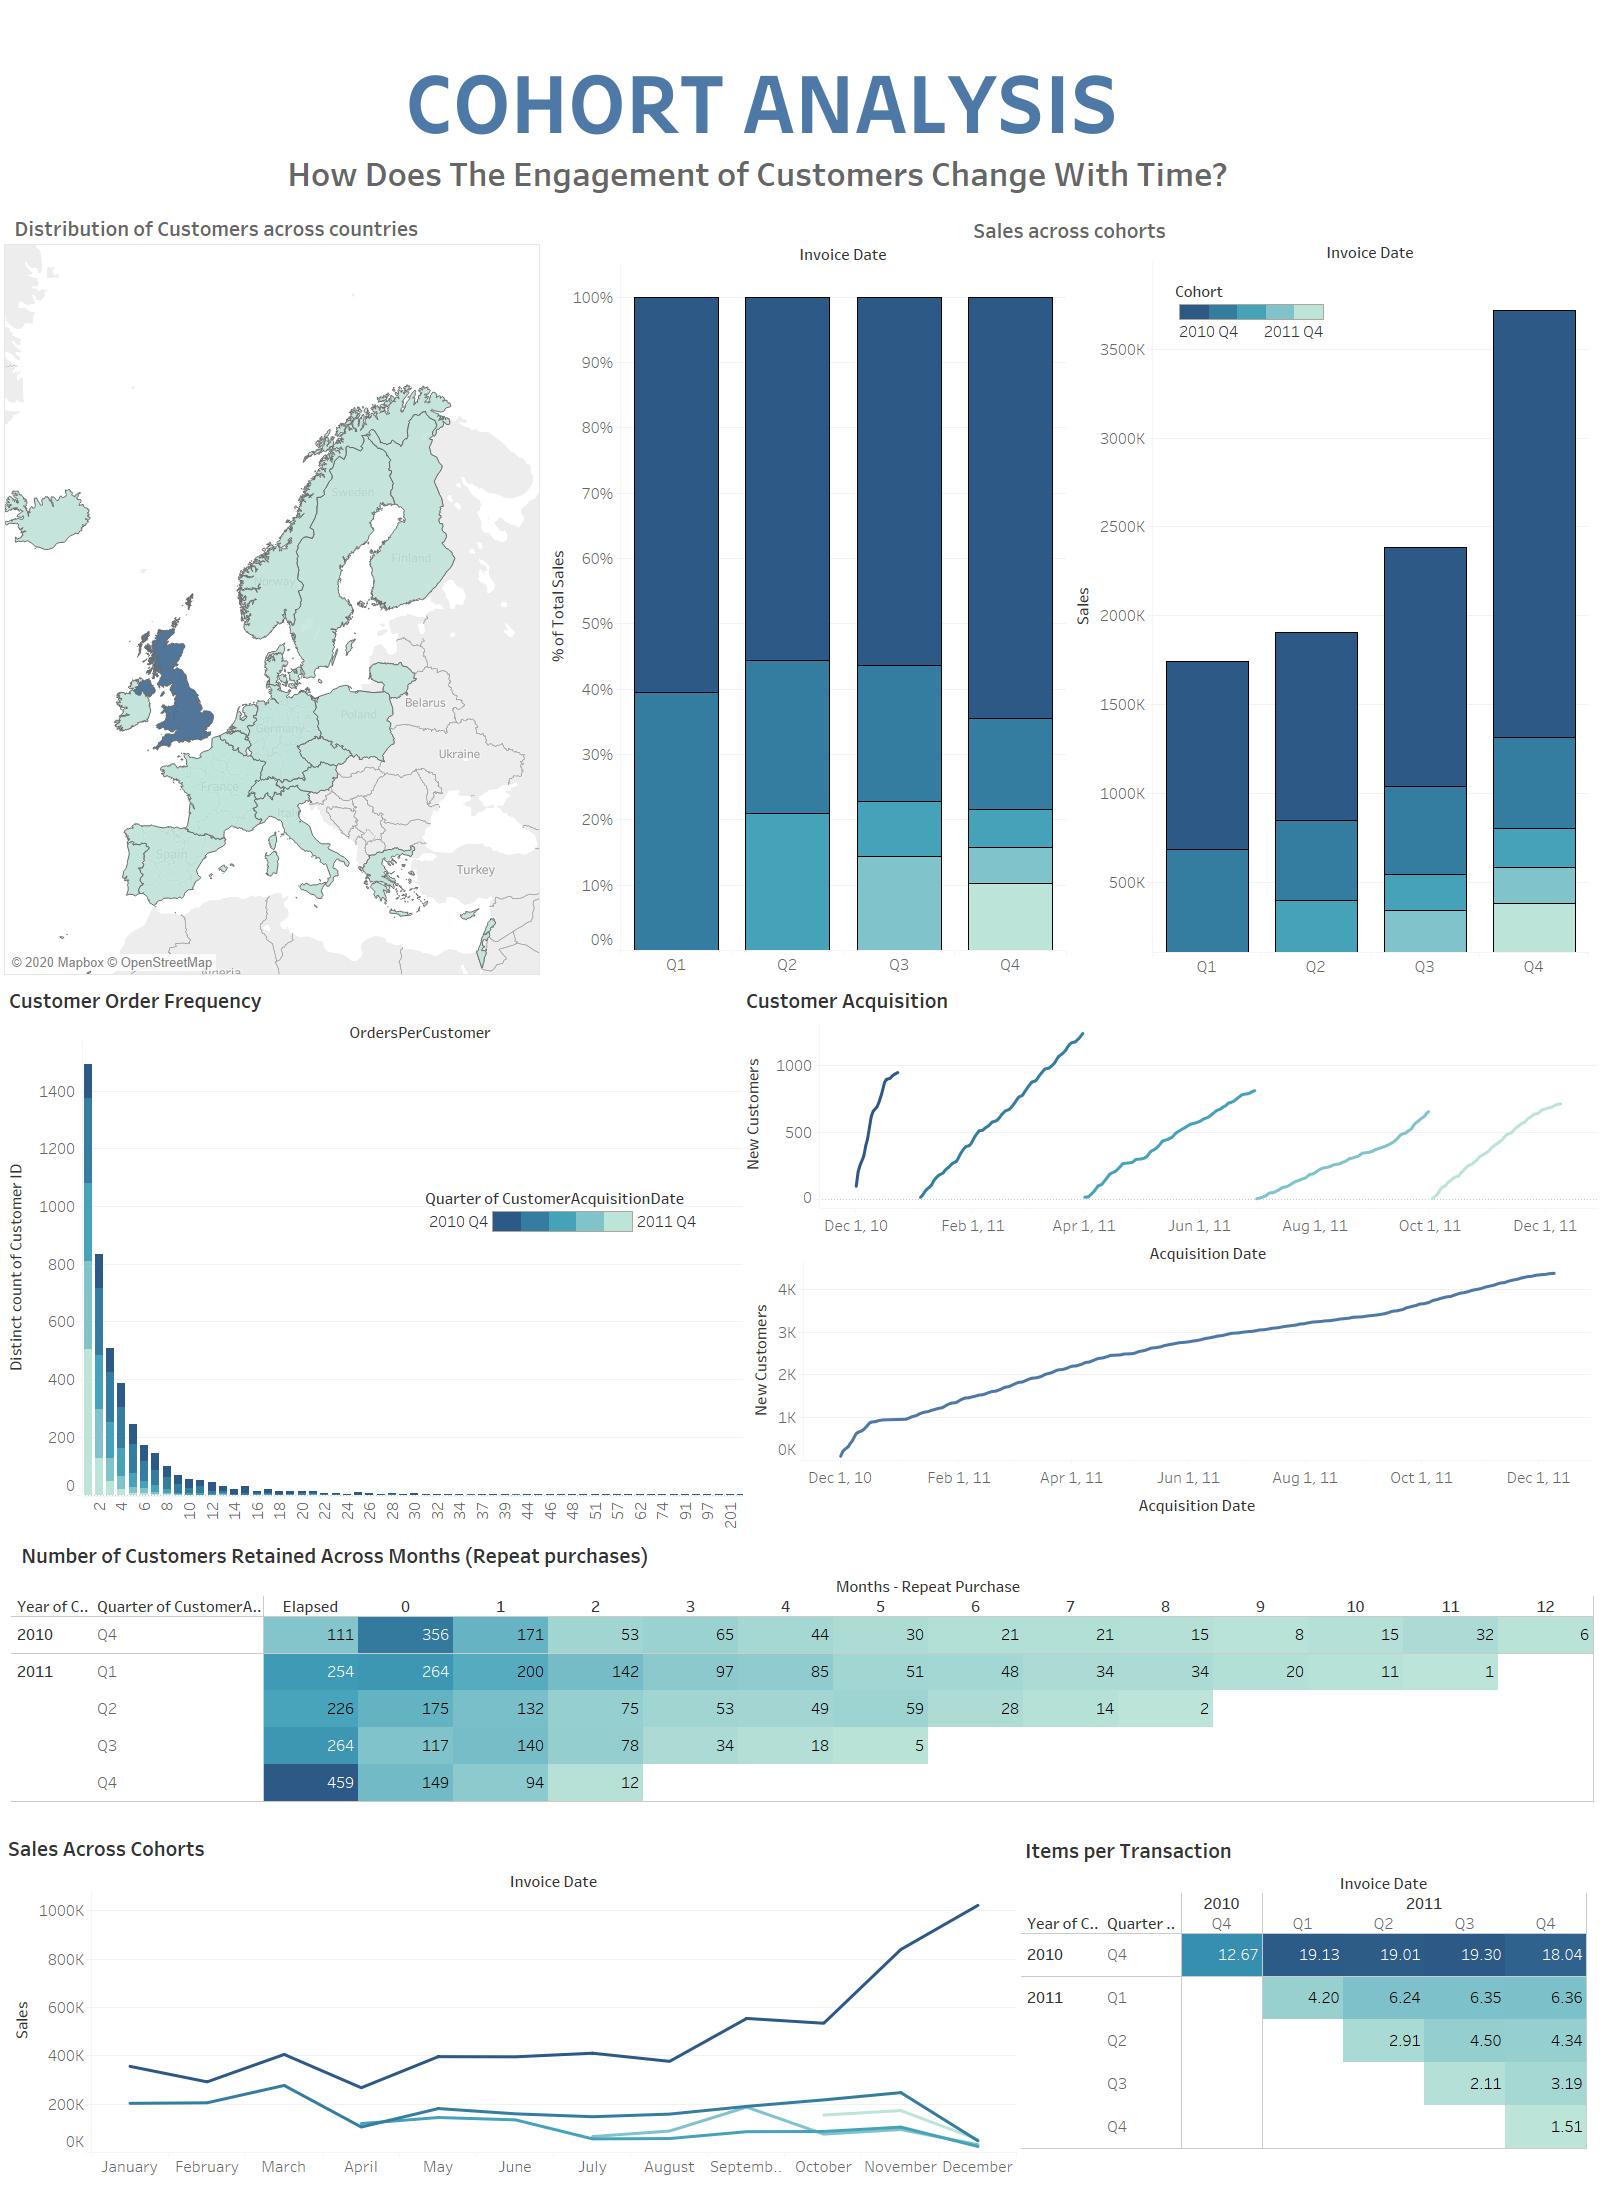 COHORT ANALYSIS
How Does The Engagement of Customers Change With Time?
Distribution of Customers across countries
Sweden
Finland
Norway
Belarus
Poland
Germany
Ukraine
France
Ital
Spain
Turkey
© 2020 Mapbox © OpenStreetMap
Sales across cohorts
Invoice Date
% of Total Sales
100%
90%
80%
70%
60%
50%
40%
30%
20%
10%
0%
Q1 Q2 Q3 Q4
Invoice Date
Cohort
2010 Q4 2011 Q4
Sales
3500K
3000K
2500K
2000K
1500K
1000K
500K
Q1 Q2 Q3 Q4
Customer Order Frequency
OrdersPerCustomer
Distinct count of Customer ID
1400
1200
1000
800
600
400
200
0
Quarter of CustomerAcquisitionDate
2010 Q4 2011 Q4
2 4 6 8 10 12 14 16 18 20 22 24 26 28 30 32 34 37 39 44 46 48 51 57 62 74 91 97 201
Customer Acquisition
New Customers
1000
500
0
Dec 1, 10 Feb 1, 11 Apr 1, 11 Jun 1, 11 Aug 1, 11 Oct 1, 11 Dec 1, 11
Acquisition Date
New Customers
4K
3K
2K
1K
0K
Dec 1, 10 Feb 1, 11 Apr 1, 11 Jun 1, 11 Aug 1, 11 Oct 1, 11 Dec 1, 11
Acquisition Date
Number of Customers Retained Across Months (Repeat purchases)
Months - Repeat Purchase
Year of C.. Quarter of CustomerA.. Elapsed 0 1 2 3 4 5 6 7 8 9 10 11 12
2010 Q4 111 356 171 53 65 44 30 21 21 15 8 15 32 6
2011 Q1 254 264 200 142 97 85 51 48 34 34 20 11 1
Q2 226 175 132 75 53 49 59 28 14 2
Q3 264 117 140 78 34 18 5
Q4 459 149 94 12
Sales Across Cohorts
Invoice Date
Sales
1000K
800K
600K
400K
200K
0K
January February March April May June July August Septemb.. October November December
Items per Transaction
Invoice Date
2010 2011
Year of C.. Quarter .. Q4 Q1 Q2 Q3 Q4
2010 Q4 12.67 19.13 19.01 19.30 18.04
2011 Q1 4.20 6.24 6.35 6.36
Q2 2.91 4.50 4.34
Q3 2.11 3.19
Q4 1.51